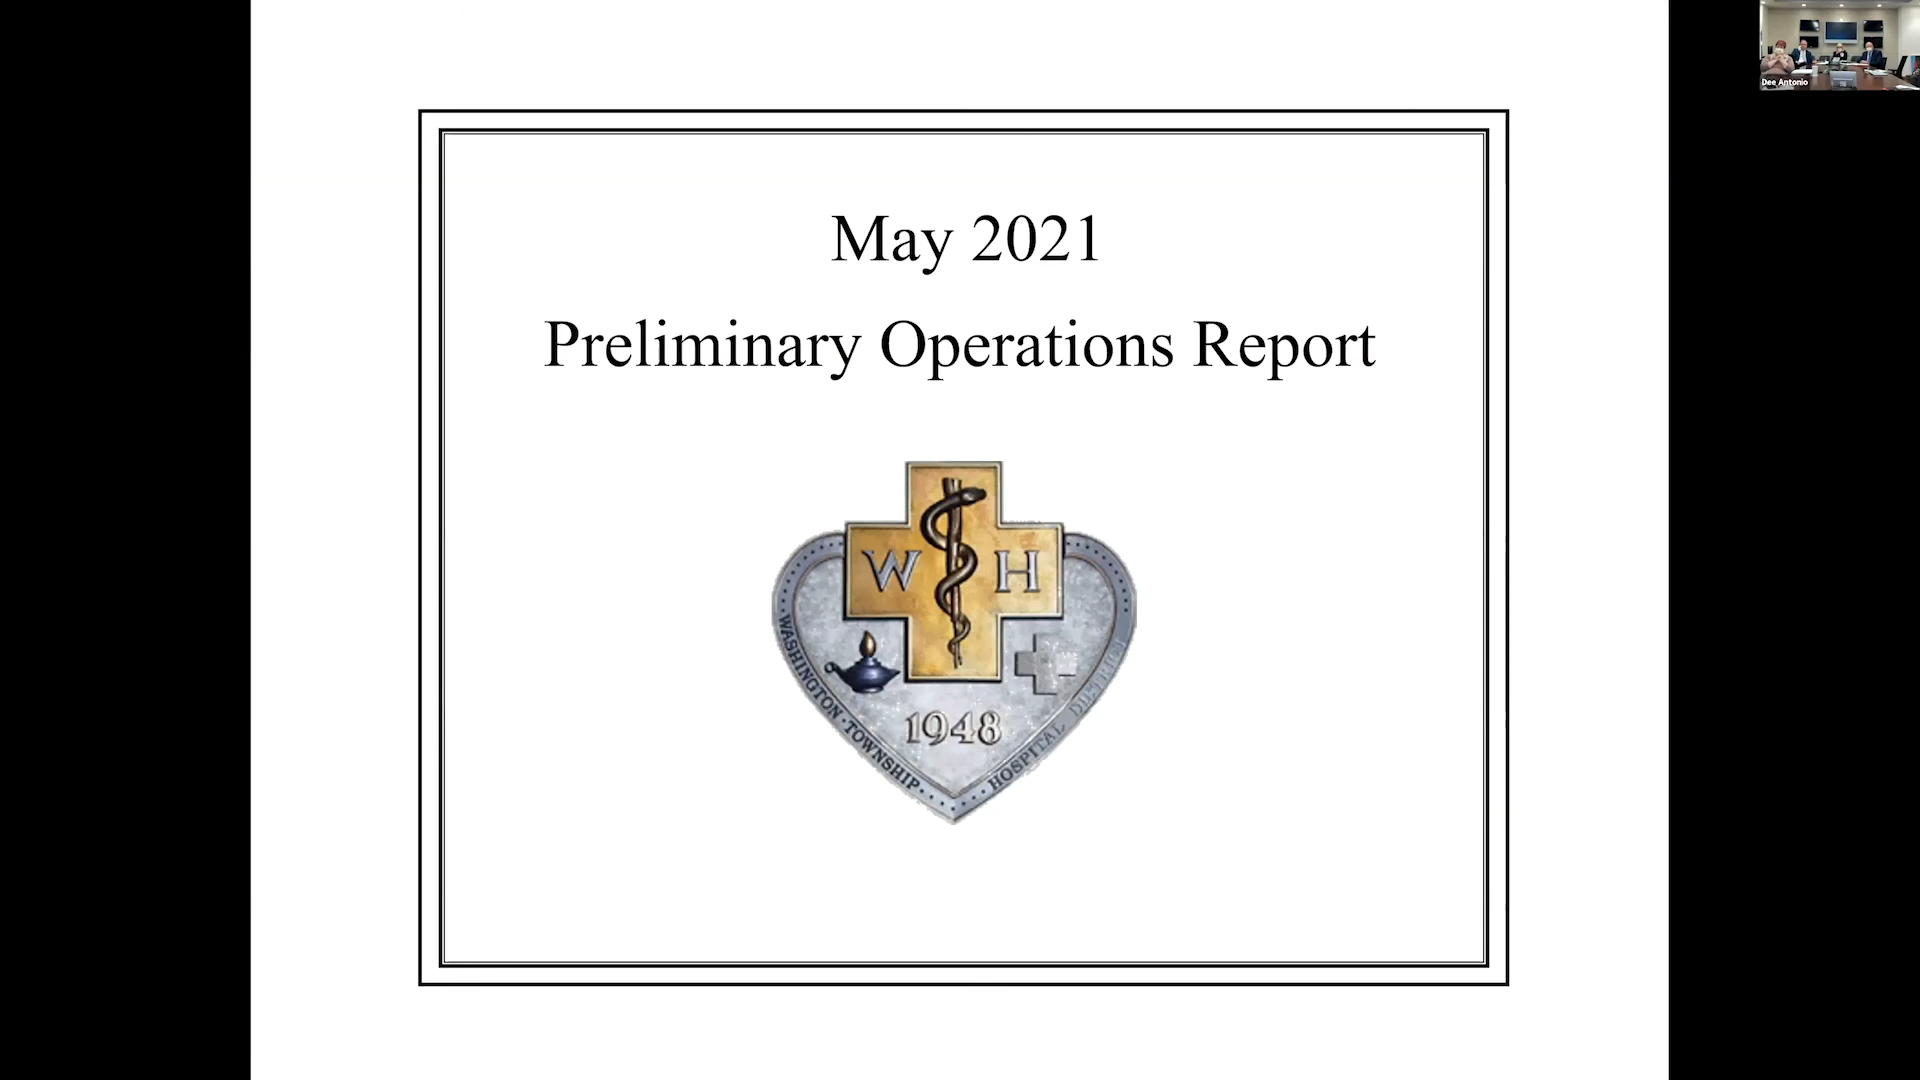 Dee Antonio
May 2021
Preliminary Operations Report
W H
1948
WASHINGTON · TOWNSHIP
HOSPITAL DISTRICT